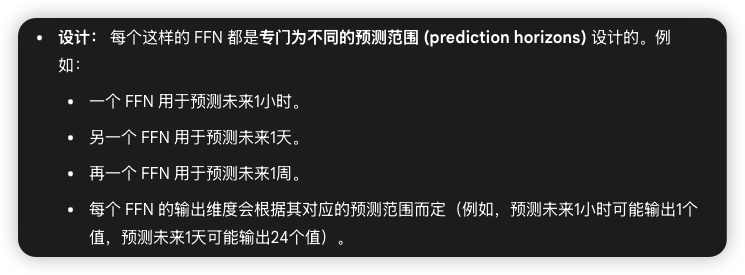 设计： 每个这样的 FFN 都是专门为不同的预测范围 (prediction horizons) 设计的。例
如：
一个 FFN 用于预测未来1小时。
另一个 FFN 用于预测未来1天。
再一个 FFN 用于预测未来1周。
每个 FFN 的输出维度会根据其对应的预测范围而定（例如，预测未来1小时可能输出1个
值，预测未来1天可能输出24个值）。